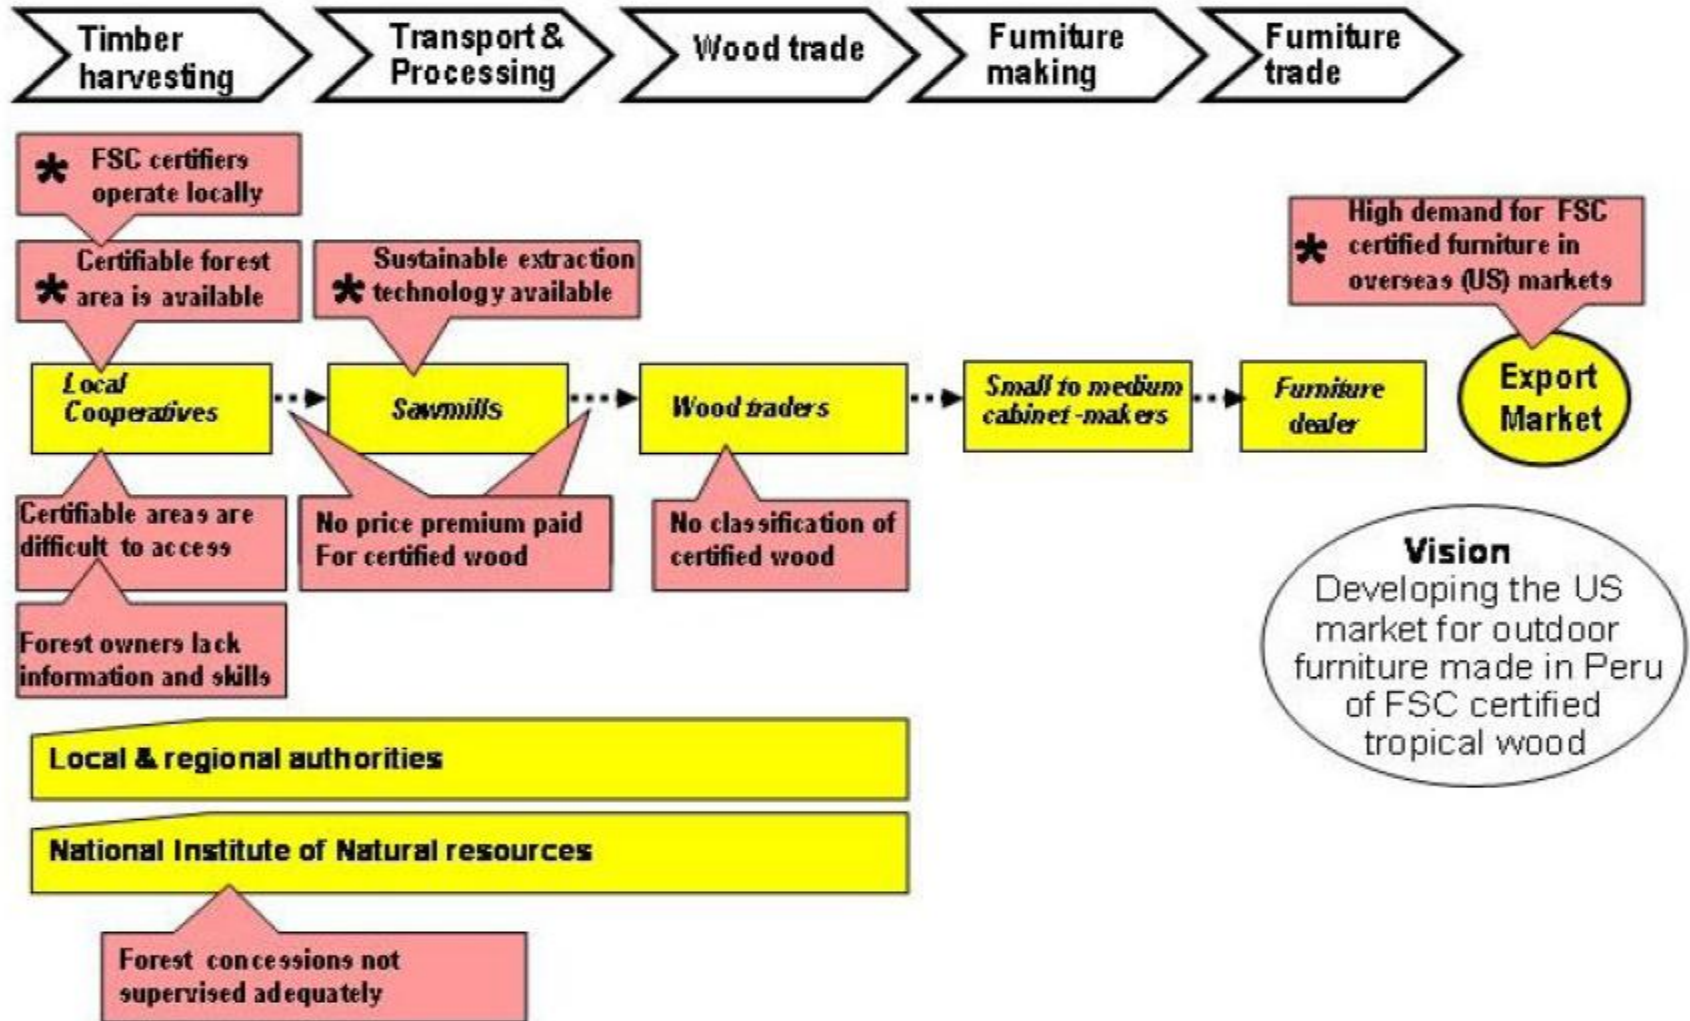 Timber
harvesting
Transport &
Processing
Wood trade
Furniture
making
Furniture
trade
* FSC certifiers
operate locally
* Certifiable forest
area is available
* Sustainable extraction
technology available
* High demand for FSC
certified furniture in
overseas (US) markets
Local
Cooperatives
Sawmills
Wood traders
Small to medium
cabinet -makers
Furniture
dealer
Export
Market
Certifiable areas are
difficult to access
No price premium paid
For certified wood
No classification of
certified wood
Forest owners lack
information and skills
Vision
Developing the US
market for outdoor
furniture made in Peru
of FSC certified
tropical wood
Local & regional authorities
National Institute of Natural resources
Forest concessions not
supervised adequately